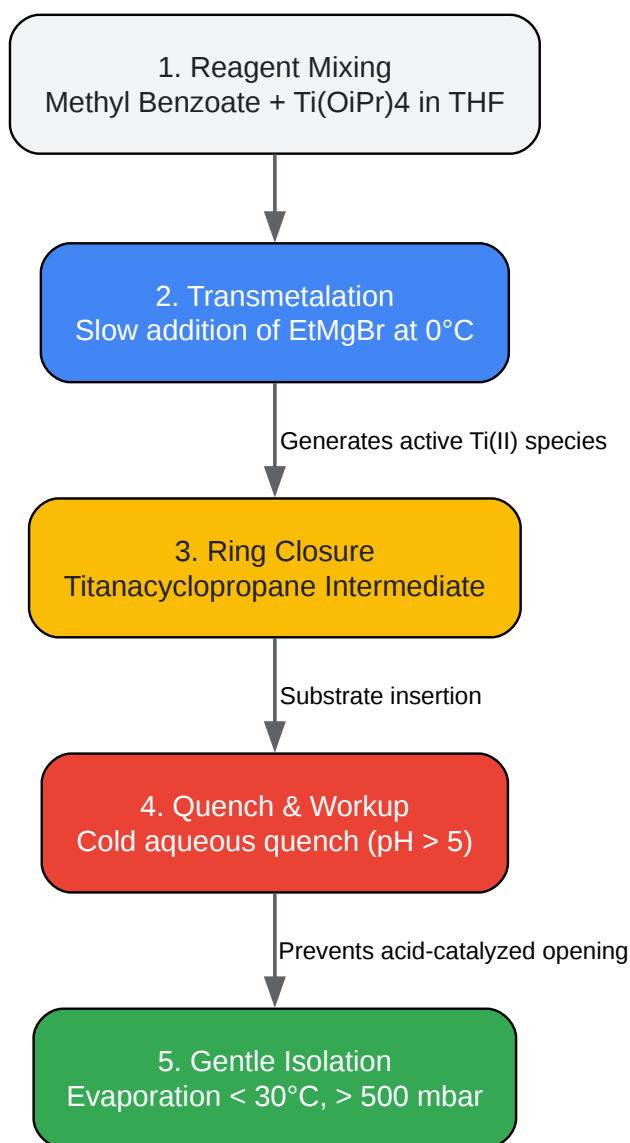 1. Reagent Mixing
Methyl Benzoate + Ti(OiPr)4 in THF
2. Transmetalation
Slow addition of EtMgBr at 0°C
Generates active Ti(II) species
3. Ring Closure
Titanacyclopropane Intermediate
Substrate insertion
4. Quench & Workup
Cold aqueous quench (pH > 5)
Prevents acid-catalyzed opening
5. Gentle Isolation
Evaporation < 30°C, > 500 mbar